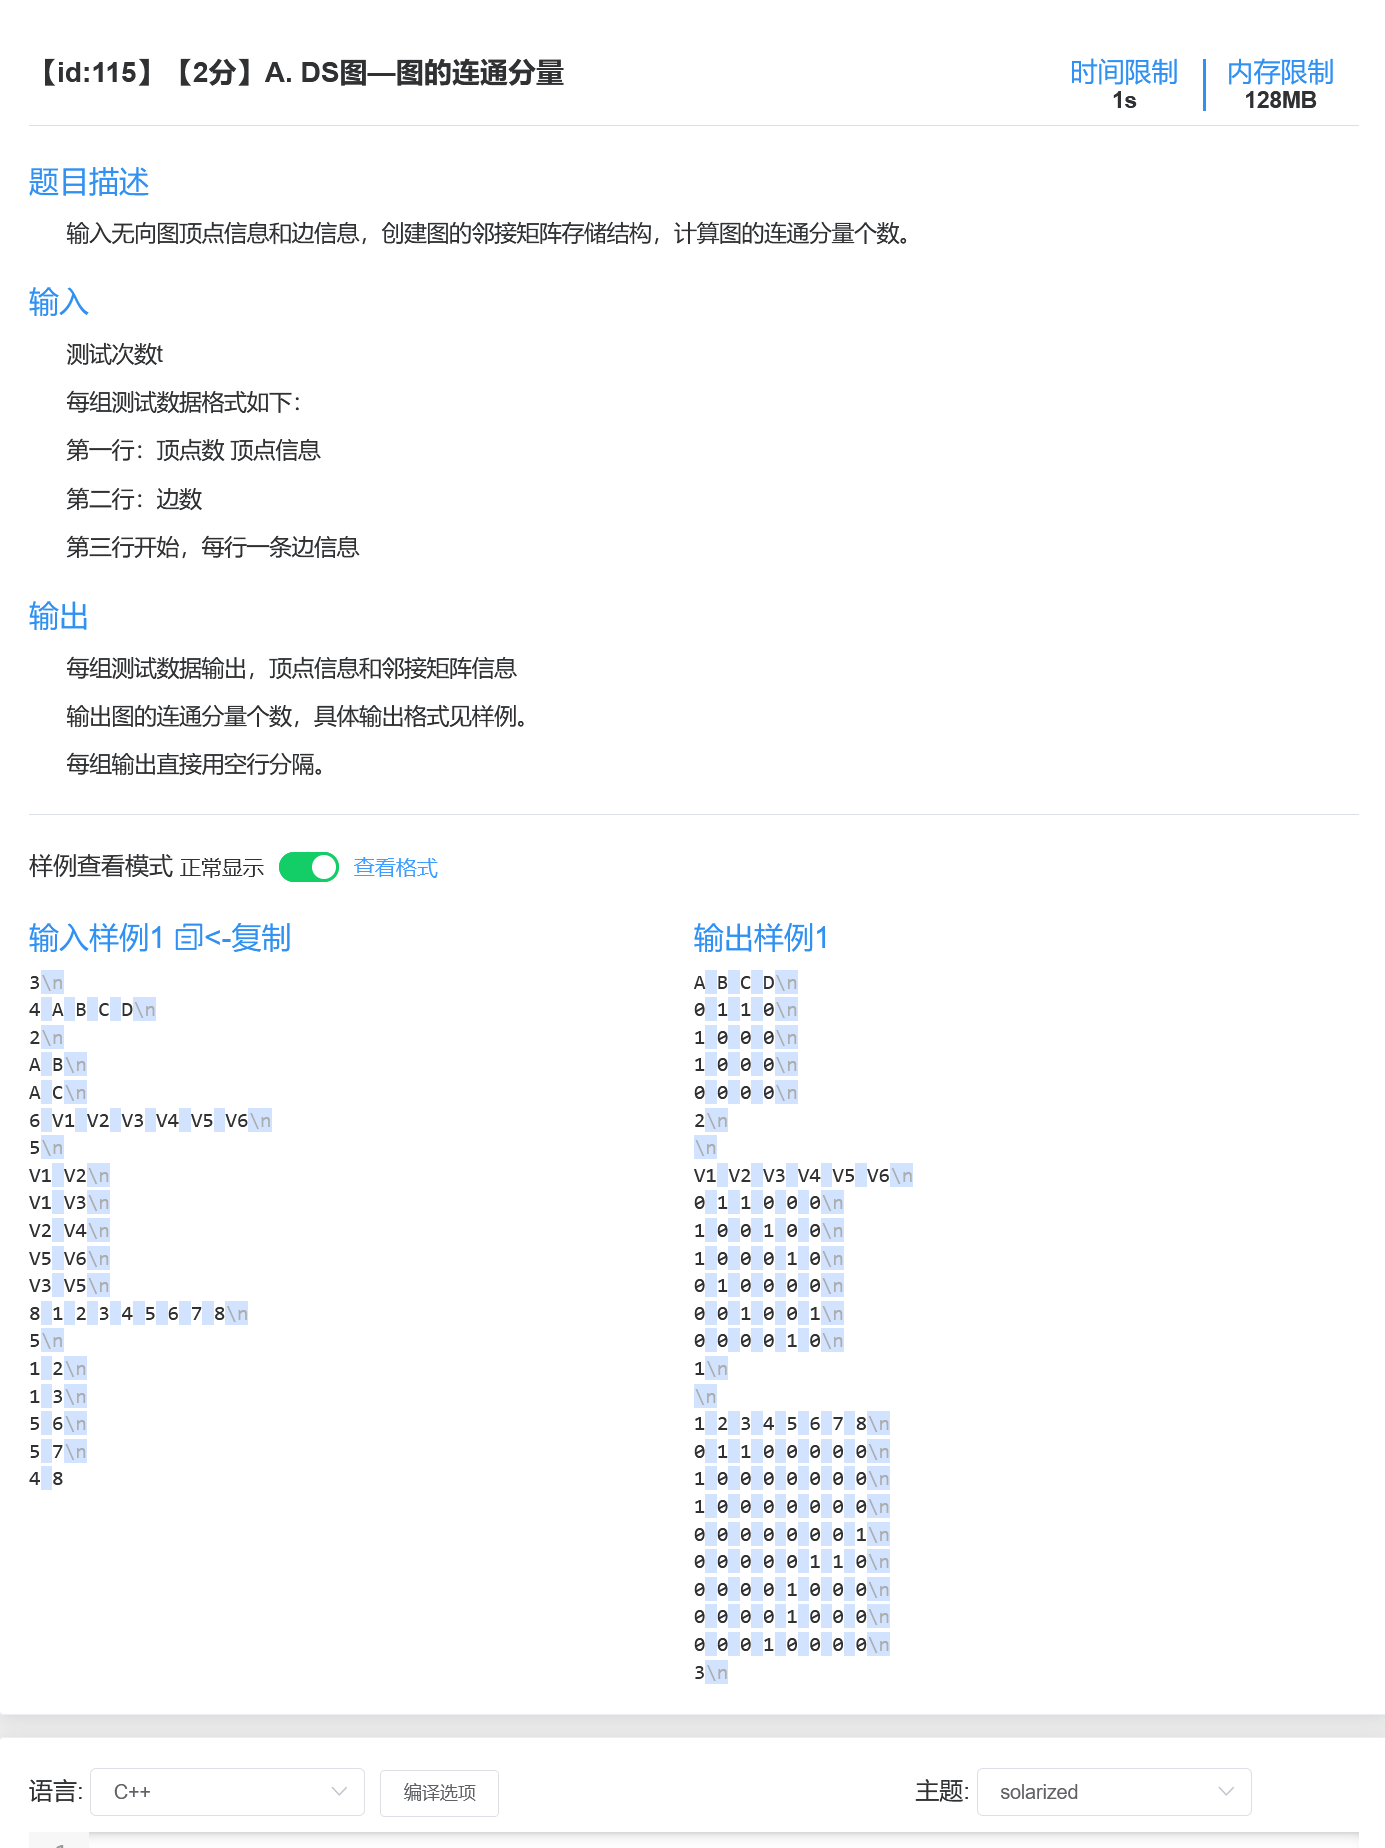 【id:115】【2分】A. DS图—图的连通分量
时间限制
1s
内存限制
128MB
题目描述
输入无向图顶点信息和边信息，创建图的邻接矩阵存储结构，计算图的连通分量个数。
输入
测试次数t
每组测试数据格式如下：
第一行：顶点数 顶点信息
第二行：边数
第三行开始，每行一条边信息
输出
每组测试数据输出，顶点信息和邻接矩阵信息
输出图的连通分量个数，具体输出格式见样例。
每组输出直接用空行分隔。
样例查看模式 正常显示 查看格式
输入样例1 <-复制
3\n
4 A B C D\n
2\n
A B\n
A C\n
6 V1 V2 V3 V4 V5 V6\n
5\n
V1 V2\n
V1 V3\n
V2 V4\n
V5 V6\n
V3 V5\n
8 1 2 3 4 5 6 7 8\n
5\n
1 2\n
1 3\n
5 6\n
5 7\n
4 8
输出样例1
A B C D\n
0 1 1 0\n
1 0 0 0\n
1 0 0 0\n
0 0 0 0\n
2\n
\n
V1 V2 V3 V4 V5 V6\n
0 1 1 0 0 0\n
1 0 0 1 0 0\n
1 0 0 0 1 0\n
0 1 0 0 0 0\n
0 0 1 0 0 1\n
0 0 0 0 1 0\n
1\n
\n
1 2 3 4 5 6 7 8\n
0 1 1 0 0 0 0 0\n
1 0 0 0 0 0 0 0\n
1 0 0 0 0 0 0 0\n
0 0 0 0 0 0 0 1\n
0 0 0 0 0 1 1 0\n
0 0 0 0 1 0 0 0\n
0 0 0 0 1 0 0 0\n
0 0 0 1 0 0 0 0\n
3\n
语言: C++ 编译选项 主题: solarized